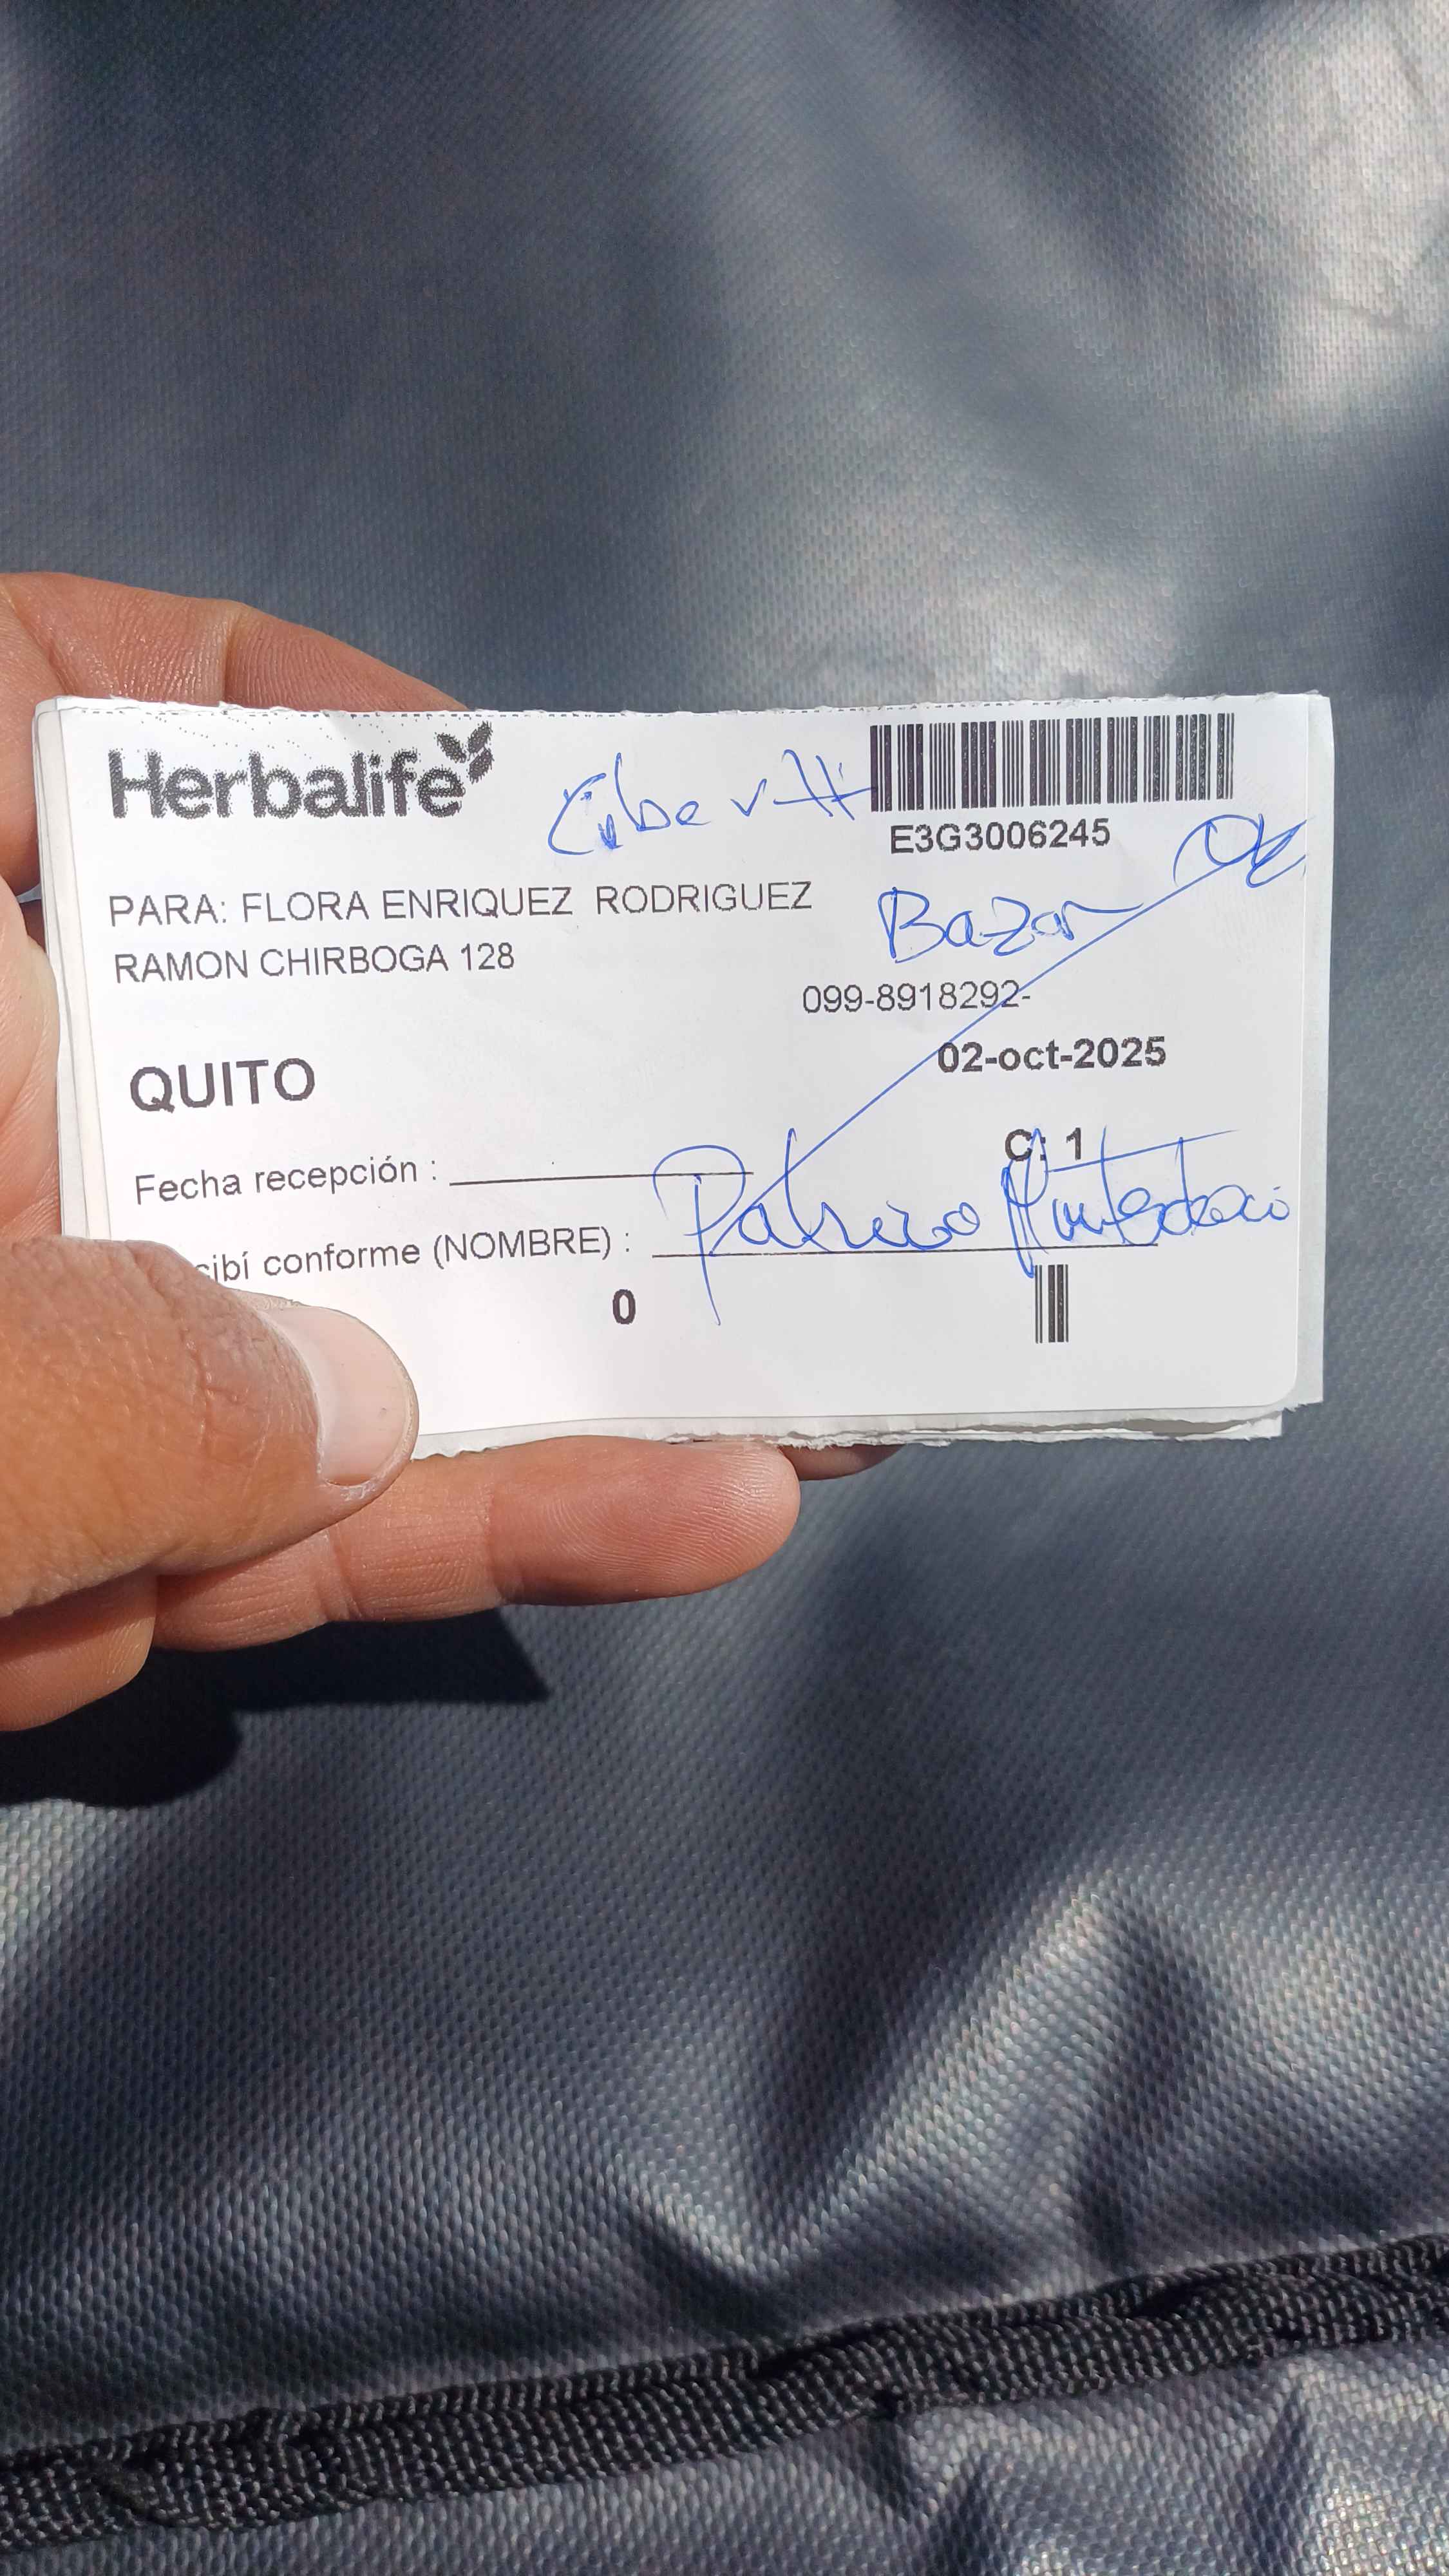 Herbalife
E3G3006245
PARA: FLORA ENRIQUEZ RODRIGUEZ
Bazar
RAMON CHIRBOGA 128
099-8918292-
02-oct-2025
QUITO
C: 1
Fecha recepción :
cibí conforme (NOMBRE) : Patricio
0